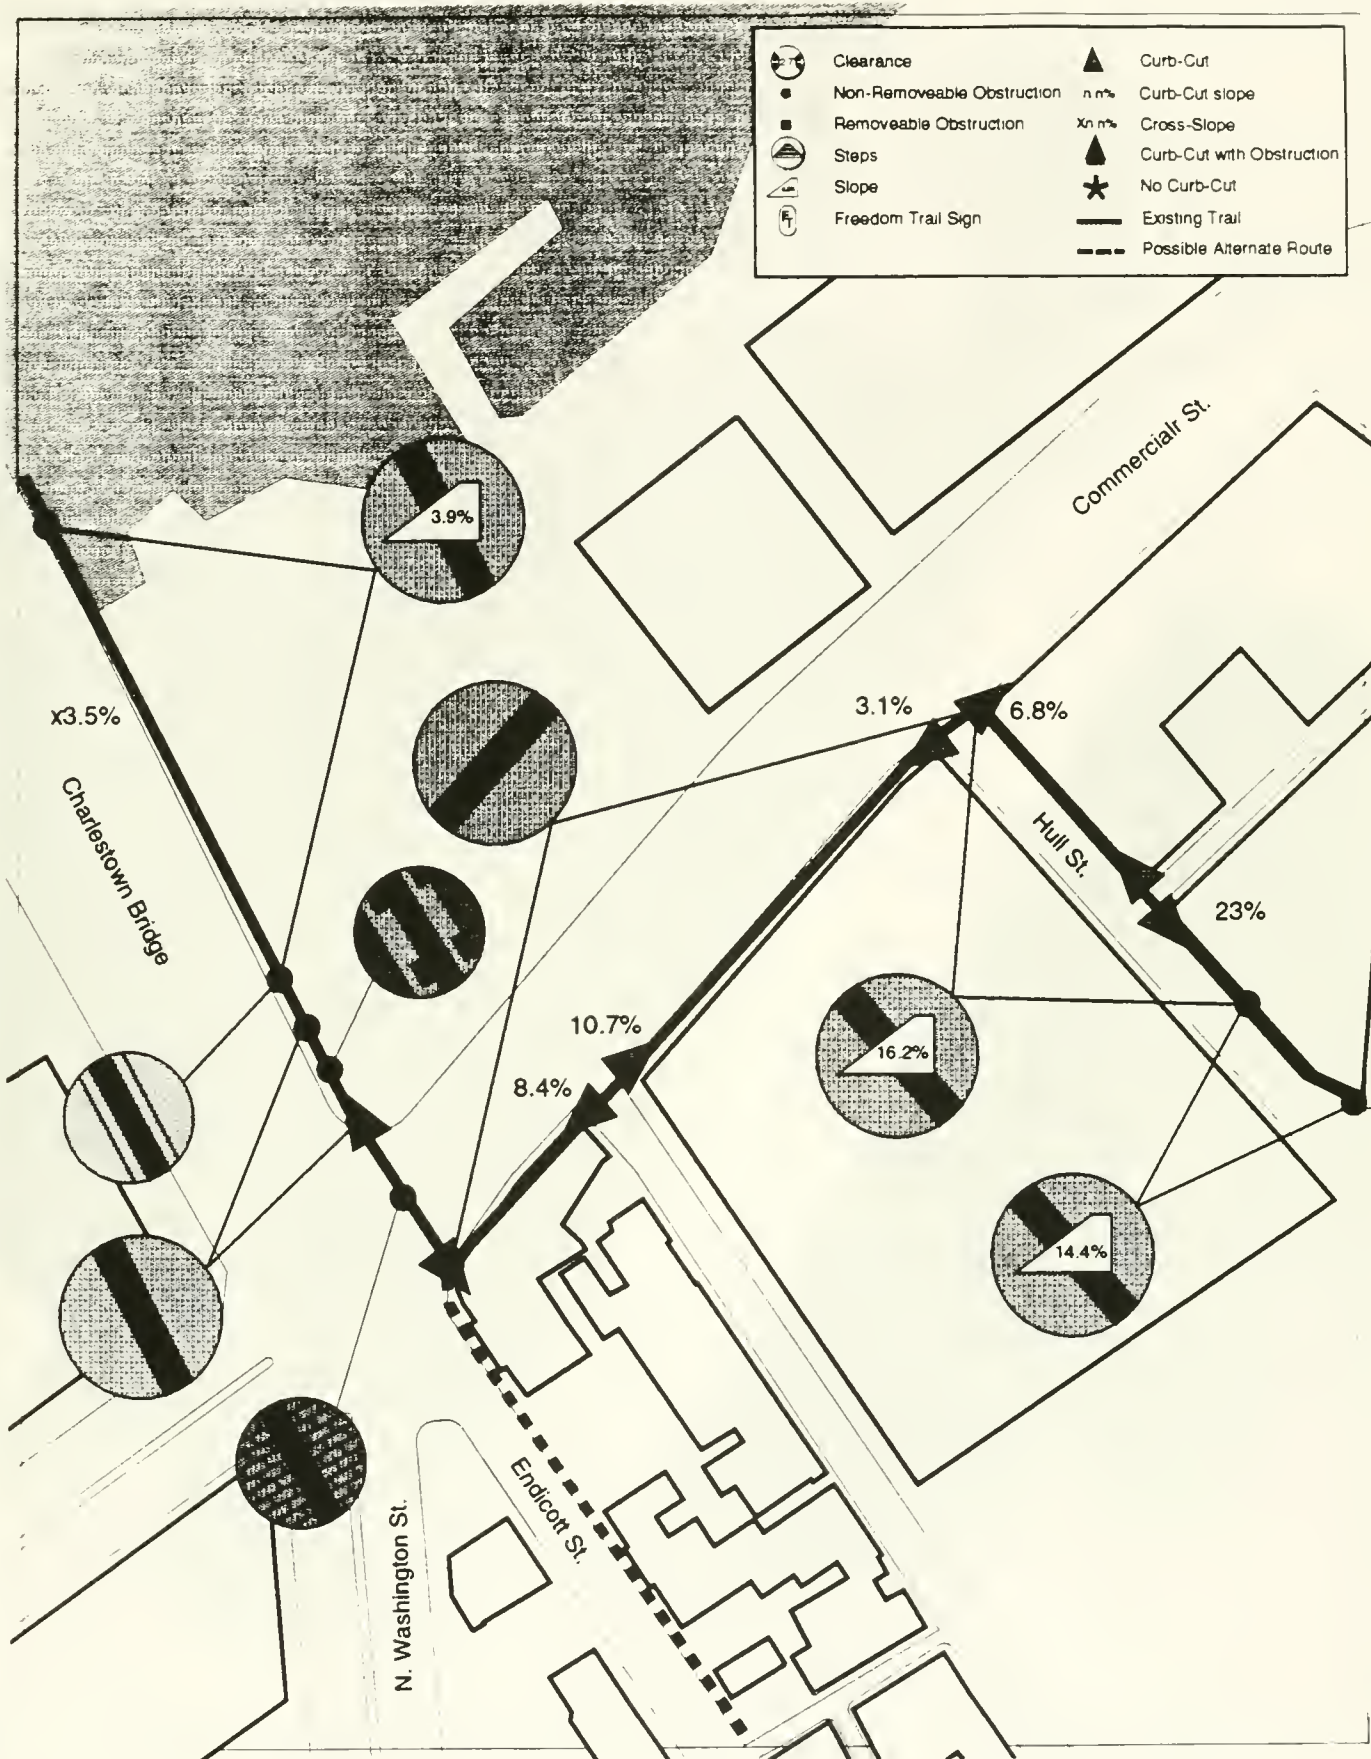 Clearance
Non-Removeable Obstruction
Removeable Obstruction
Steps
Slope
Freedom Trail Sign
Curb-Cut
n n% Curb-Cut slope
Xn n% Cross-Slope
Curb-Cut with Obstruction
No Curb-Cut
Existing Trail
Possible Alternate Route
Commercialr St.
3.9%
x3.5%
3.1%
6.8%
Charlestown Bridge
Hull St.
23%
10.7%
16.2%
8.4%
14.4%
Endicott St.
N. Washington St.